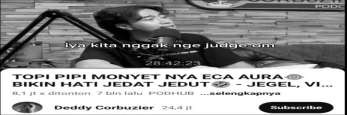 PODC
iya kita nggak nge judge om
28:42:23
TOPI PIPI MONYET NYA ECA AURA
BIKIN HATI JEDAT JEDUT - JEGEL, VI...
8,1 jt x ditonton 7 bln lalu PODHUB ...selengkapnya
Deddy Corbuzier 24,4 jt Subscribe